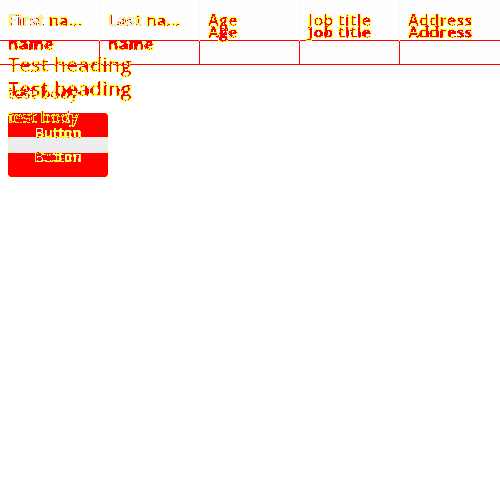 First na... Last na... Age Job title Address
Age Job title Address
name name
Test heading
Test heading
test body
test body
Button
Button